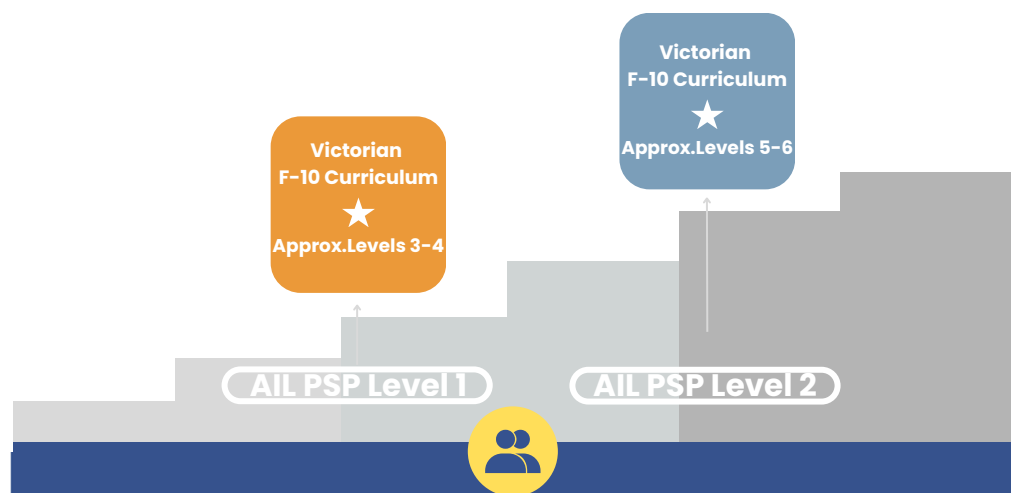 Victorian
F-10 Curriculum
Approx.Levels 3-4
Victorian
F-10 Curriculum
Approx.Levels 5-6
AIL PSP Level 1
AIL PSP Level 2